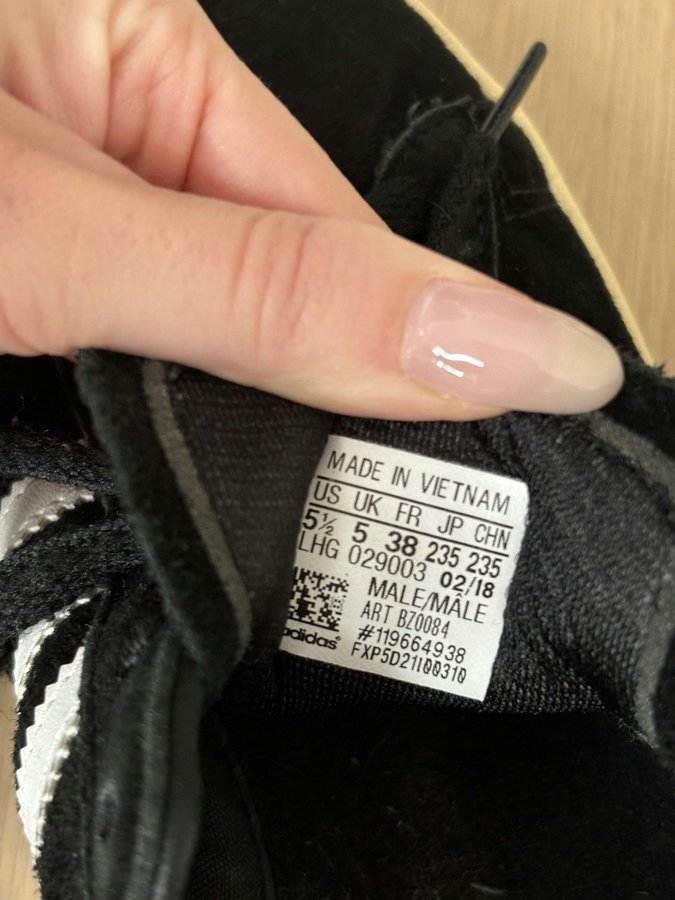 MADE IN VIETNAM
US UK FR JP CHN
5½ 5 38 235 235
LHG 029003 02/18
MALE/MÂLE
ART BZ0084
#119664938
adidas FXP5D21I00310